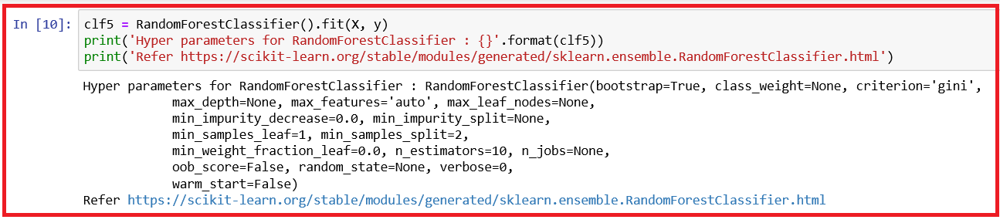 In [10]: clf5 = RandomForestClassifier().fit(X, y)
print('Hyper parameters for RandomForestClassifier : {}'.format(clf5))
print('Refer https://scikit-learn.org/stable/modules/generated/sklearn.ensemble.RandomForestClassifier.html')
Hyper parameters for RandomForestClassifier : RandomForestClassifier(bootstrap=True, class_weight=None, criterion='gini',
max_depth=None, max_features='auto', max_leaf_nodes=None,
min_impurity_decrease=0.0, min_impurity_split=None,
min_samples_leaf=1, min_samples_split=2,
min_weight_fraction_leaf=0.0, n_estimators=10, n_jobs=None,
oob_score=False, random_state=None, verbose=0,
warm_start=False)
Refer https://scikit-learn.org/stable/modules/generated/sklearn.ensemble.RandomForestClassifier.html